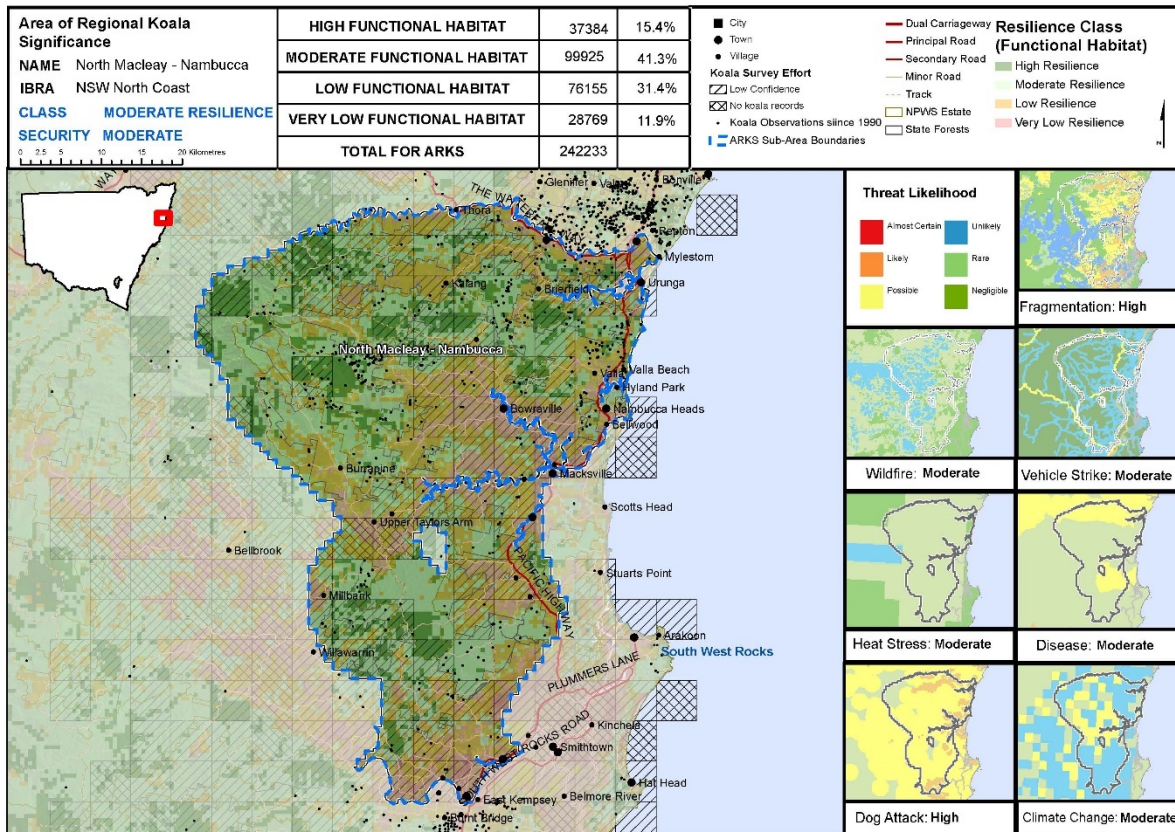 Area of Regional Koala
Significance
NAME North Macleay - Nambucca
IBRA NSW North Coast
CLASS MODERATE RESILIENCE
SECURITY MODERATE
0 2.5 5 10 15 20 Kilometres
HIGH FUNCTIONAL HABITAT 37384 15.4%
MODERATE FUNCTIONAL HABITAT 99925 41.3%
LOW FUNCTIONAL HABITAT 76155 31.4%
VERY LOW FUNCTIONAL HABITAT 28769 11.9%
TOTAL FOR ARKS 242233
City
Town
Village
Koala Survey Effort
Low Confidence
No koala records
Koala Observations siince 1990
ARKS Sub-Area Boundaries
Dual Carriageway
Principal Road
Secondary Road
Minor Road
Track
NPWS Estate
State Forests
Resilience Class
(Functional Habitat)
High Resilience
Moderate Resilience
Low Resilience
Very Low Resilience
N
WAY
Gleniffer
Bonville
Thora
Repton
Mylestom
Kalang
Brierfield
Urunga
North Macleay - Nambucca
Valla Beach
Valla
Hyland Park
Bowraville
Nambucca Heads
Bellwood
Burrapine
Macksville
Scotts Head
Upper Taylors Arm
Bellbrook
PACIFIC HIGHWAY
Stuarts Point
Millbank
Arakoon
South West Rocks
Willawarrin
PLUMMERS LANE
SOUTH WEST ROCKS ROAD
Kinchela
Smithtown
Hat Head
East Kempsey
Belmore River
Burnt Bridge
Threat Likelihood
Almost Certain
Unlikely
Likely
Rare
Possible
Negligible
Fragmentation: High
Wildfire: Moderate
Vehicle Strike: Moderate
Heat Stress: Moderate
Disease: Moderate
Dog Attack: High
Climate Change: Moderate